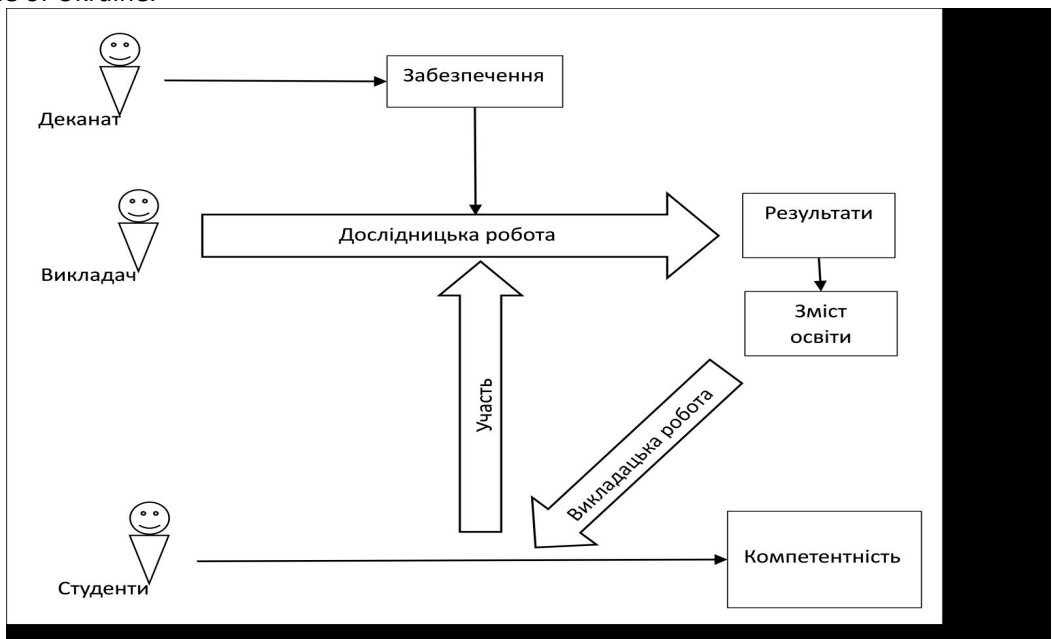 Забезпечення
Деканат
Результати
Дослідницька робота
Викладач
Зміст
освіти
Участь
Викладацька робота
Компетентність
Студенти